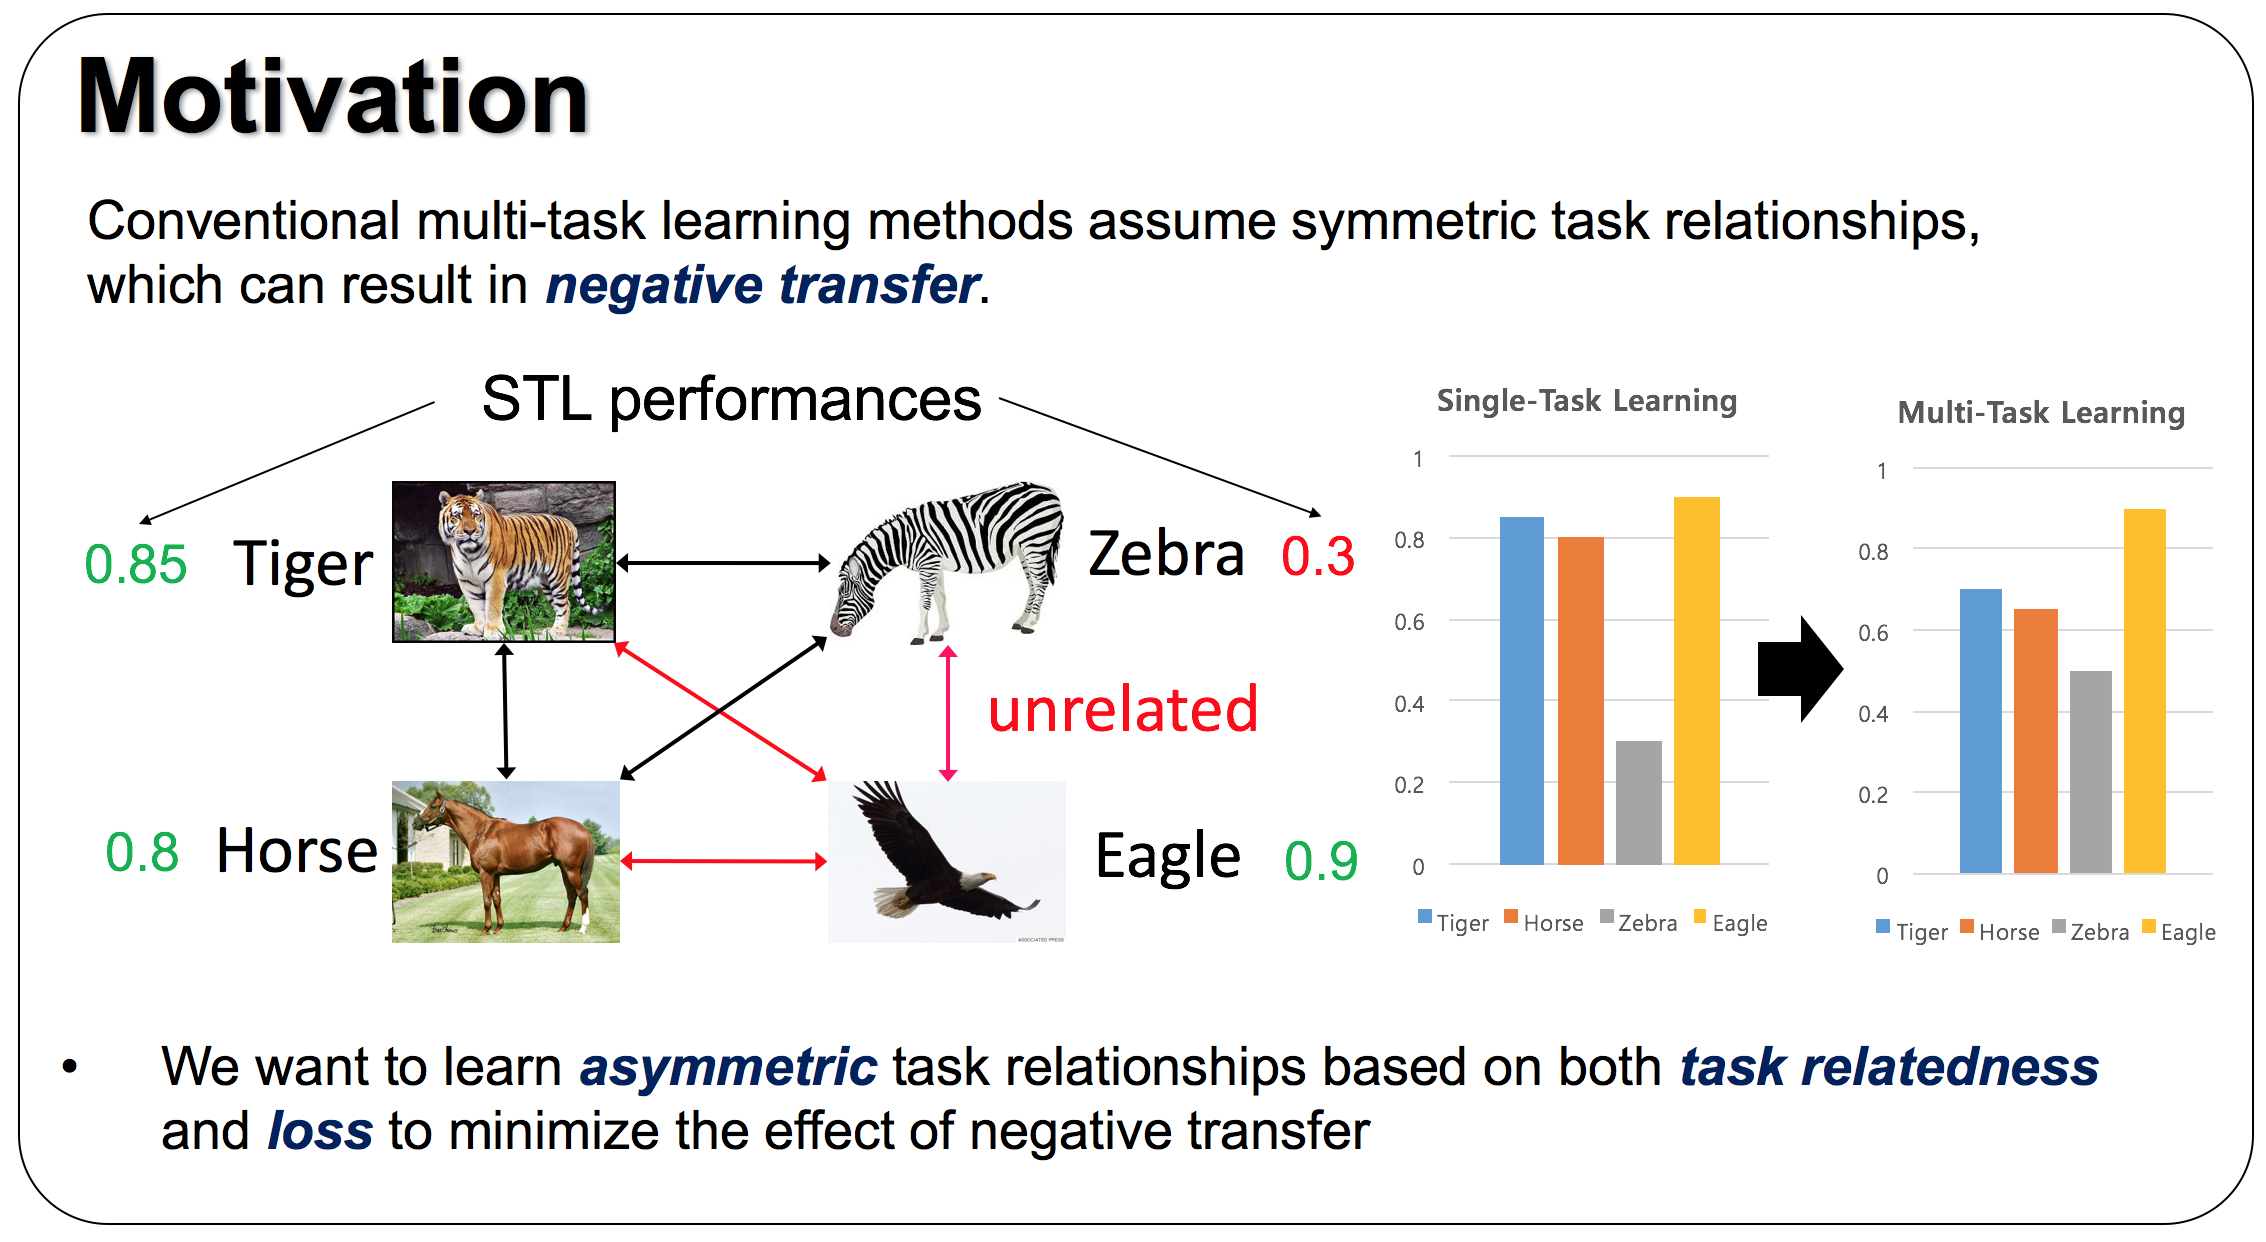 Motivation
Conventional multi-task learning methods assume symmetric task relationships,
which can result in negative transfer.
STL performances
0.85 Tiger
Zebra 0.3
unrelated
0.8 Horse
Eagle 0.9
ASSOCIATED PRESS
Single-Task Learning
1
0.8
0.6
0.4
0.2
0
Tiger Horse Zebra Eagle
Multi-Task Learning
1
0.8
0.6
0.4
0.2
0
Tiger Horse Zebra Eagle
• We want to learn asymmetric task relationships based on both task relatedness
and loss to minimize the effect of negative transfer